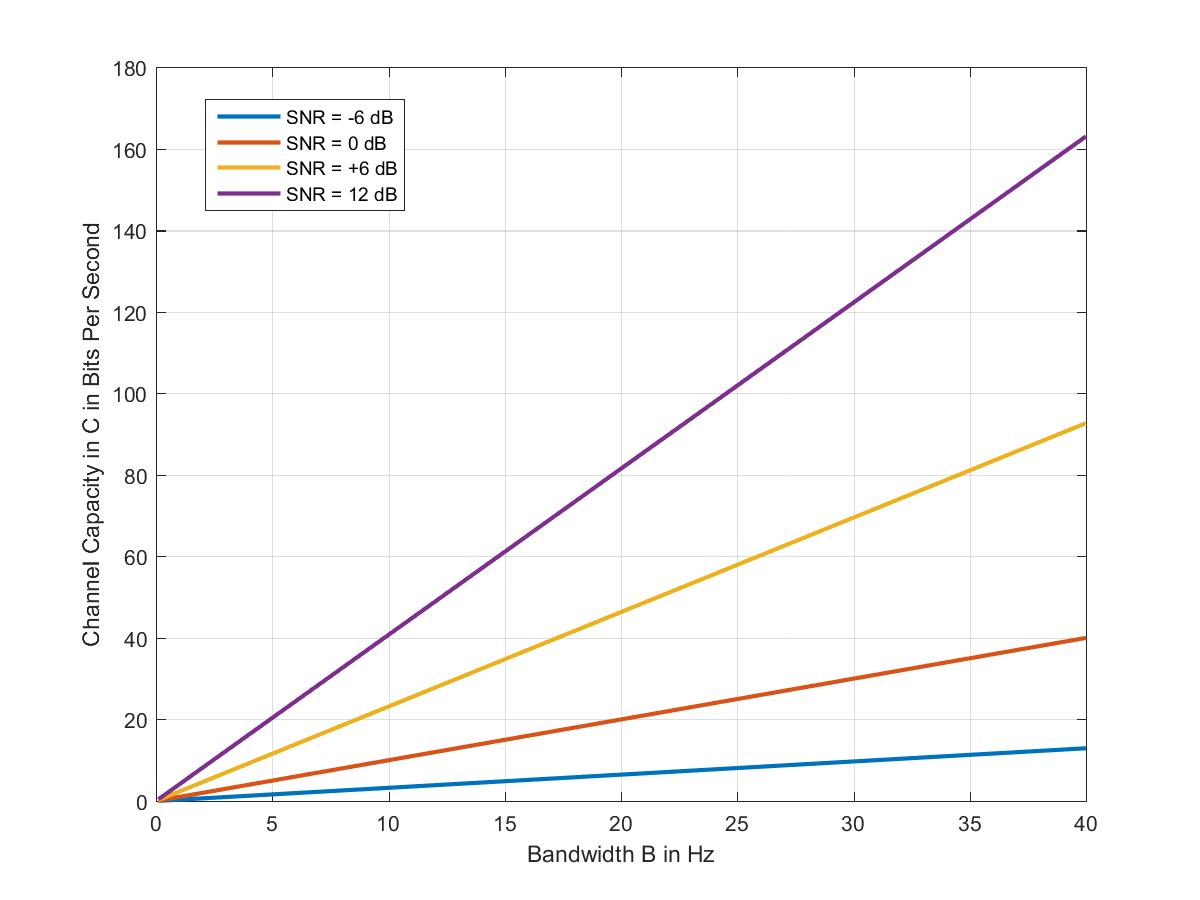 180
160
140
120
100
80
60
40
20
0
Channel Capacity in C in Bits Per Second
SNR = -6 dB
SNR = 0 dB
SNR = +6 dB
SNR = 12 dB
0 5 10 15 20 25 30 35 40
Bandwidth B in Hz